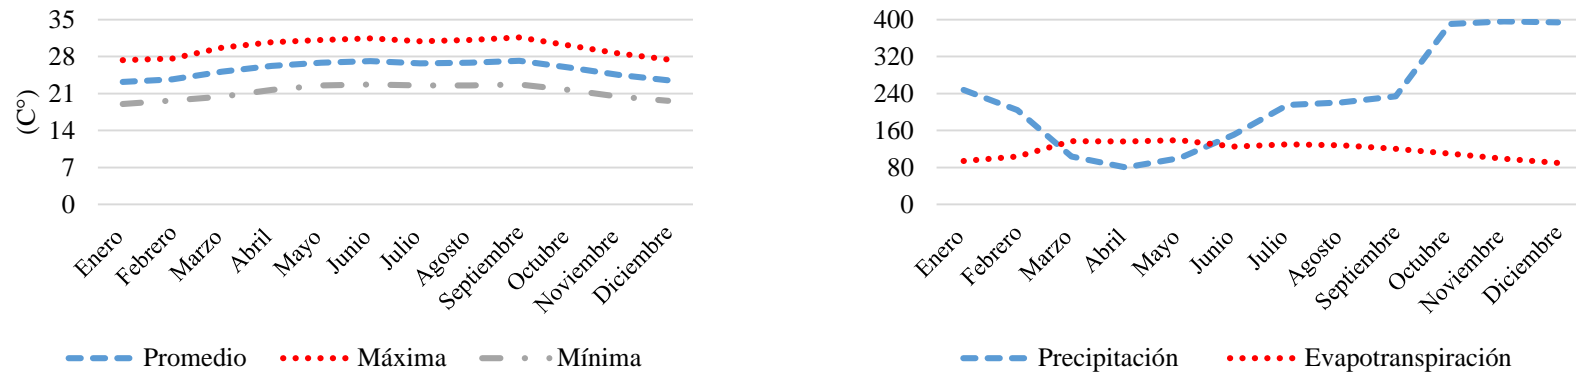 35
28
21
14
7
0
(C°)
Enero
Febrero
Marzo
Abril
Mayo
Junio
Julio
Agosto
Septiembre
Octubre
Noviembre
Diciembre
Promedio
Máxima
Mínima
400
320
240
160
80
0
Enero
Febrero
Marzo
Abril
Mayo
Junio
Julio
Agosto
Septiembre
Octubre
Noviembre
Diciembre
Precipitación
Evapotranspiración